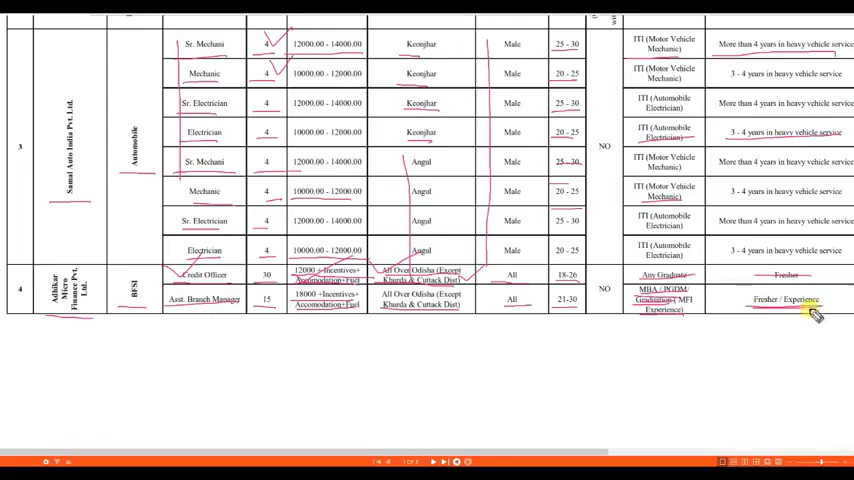 Sr. Mechani 4 12000.00 - 14000.00 Keonjhar Male 25 - 30 ITI (Motor Vehicle Mechanic) More than 4 years in heavy vehicle service
Mechanic 4 10000.00 - 12000.00 Keonjhar Male 20 - 25 ITI (Motor Vehicle Mechanic) 3 - 4 years in heavy vehicle service
Sr. Electrician 4 12000.00 - 14000.00 Keonjhar Male 25 - 30 ITI (Automobile Electrician) More than 4 years in heavy vehicle service
Electrician 4 10000.00 - 12000.00 Keonjhar Male 20 - 25 ITI (Automobile Electrician) 3 - 4 years in heavy vehicle service
3 Samal Auto India Pvt. Ltd. Automobile NO
Sr. Mechani 4 12000.00 - 14000.00 Angul Male 25 - 30 ITI (Motor Vehicle Mechanic) More than 4 years in heavy vehicle service
Mechanic 4 10000.00 - 12000.00 Angul Male 20 - 25 ITI (Motor Vehicle Mechanic) 3 - 4 years in heavy vehicle service
Sr. Electrician 4 12000.00 - 14000.00 Angul Male 25 - 30 ITI (Automobile Electrician) More than 4 years in heavy vehicle service
Electrician 4 10000.00 - 12000.00 Angul Male 20 - 25 ITI (Automobile Electrician) 3 - 4 years in heavy vehicle service
4 Adhikar Micro Finance Pvt. Ltd. BFSI NO
Credit Officer 30 12000 +Incentives+ Accomodation+Fuel All Over Odisha (Except Khurda & Cuttack Dist) All 18-26 Any Graduate Fresher
Asst. Branch Manager 15 18000 +Incentives+ Accomodation+Fuel All Over Odisha (Except Khurda & Cuttack Dist) All 21-30 MBA / PGDM/ Graduation ( MFI Experience) Fresher / Experience
1 OF 3